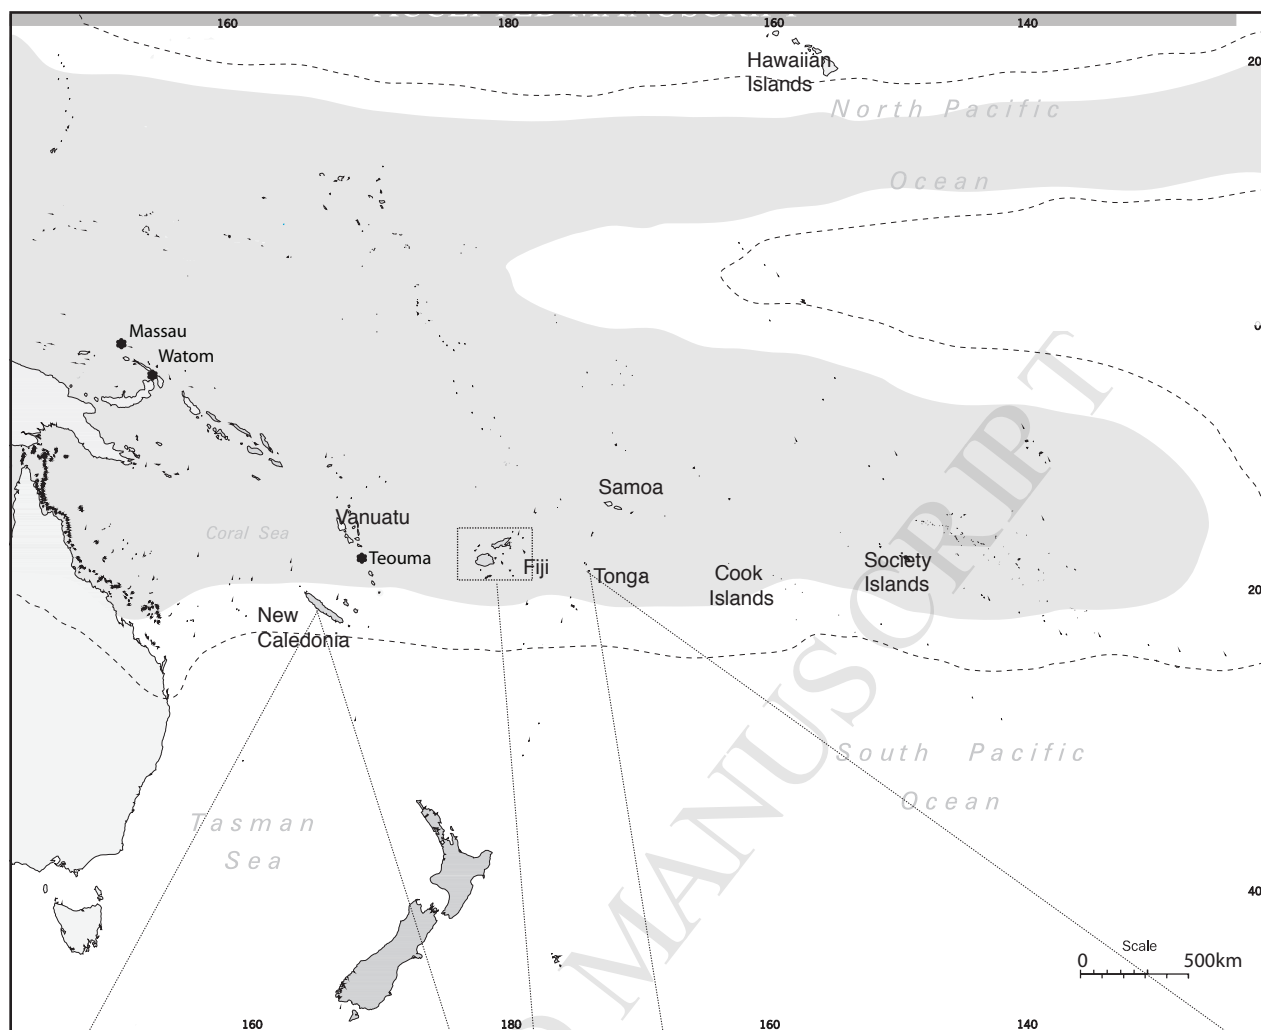 ACCEPTED MANUSCRIPT
160 180 160 140
Hawaiian
Islands
20
North Pacific
Ocean
0
Massau
Watom
Samoa
Coral Sea
Vanuatu
Teouma
Fiji
Tonga
Cook
Islands
Society
Islands
20
New
Caledonia
South Pacific
Ocean
Tasman
Sea
40
Scale
0 500km
160 180 160 140
D MANUSCRIPT